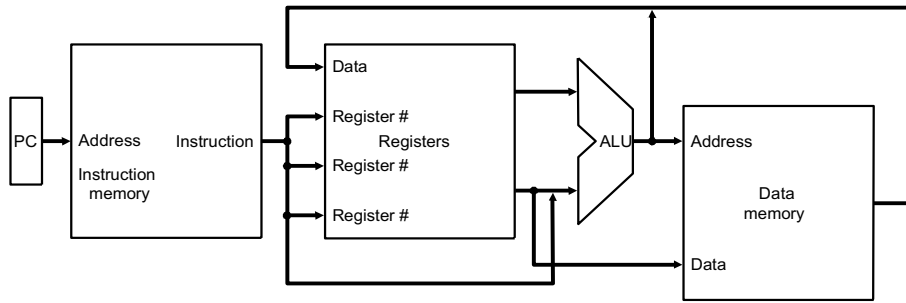 PC
Address
Instruction
Instruction
memory
Data
Register #
Registers
Register #
Register #
ALU
Address
Data
memory
Data